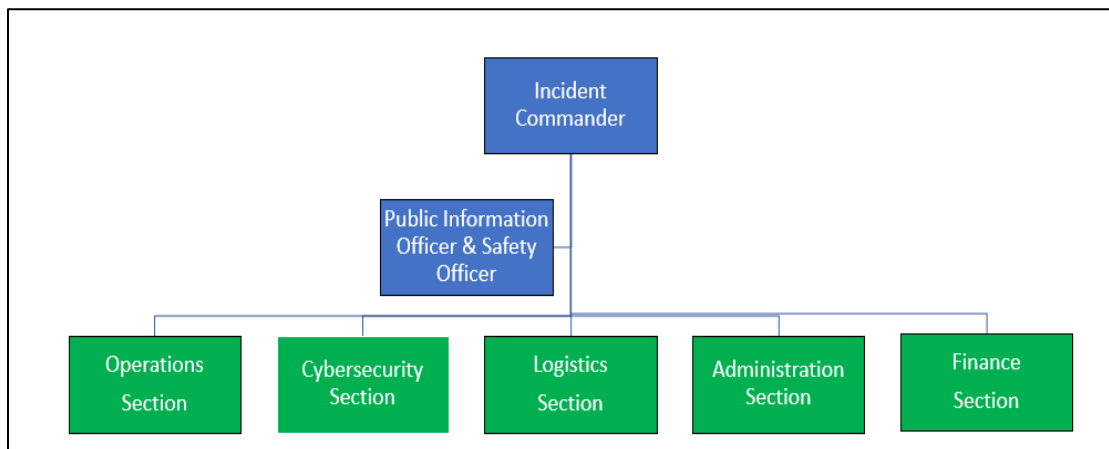 Incident
Commander
Public Information
Officer & Safety
Officer
Operations
Section
Cybersecurity
Section
Logistics
Section
Administration
Section
Finance
Section